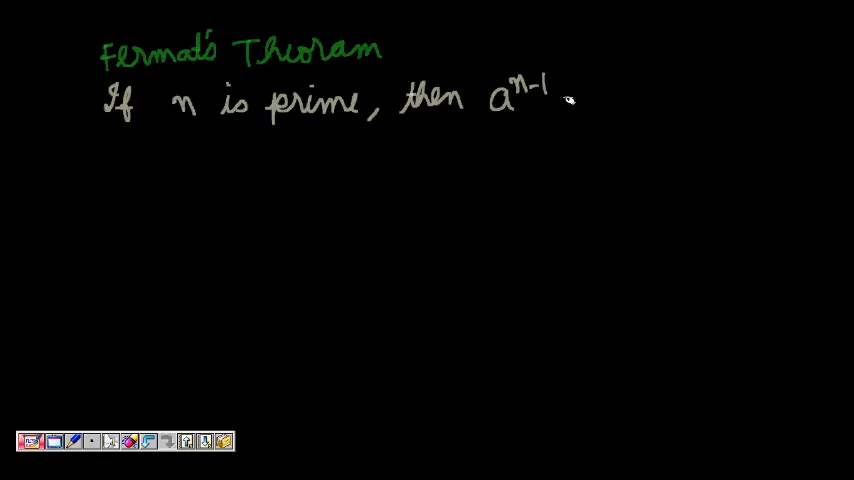 Fermat's Theoram
If n is prime, then a^{n-1}